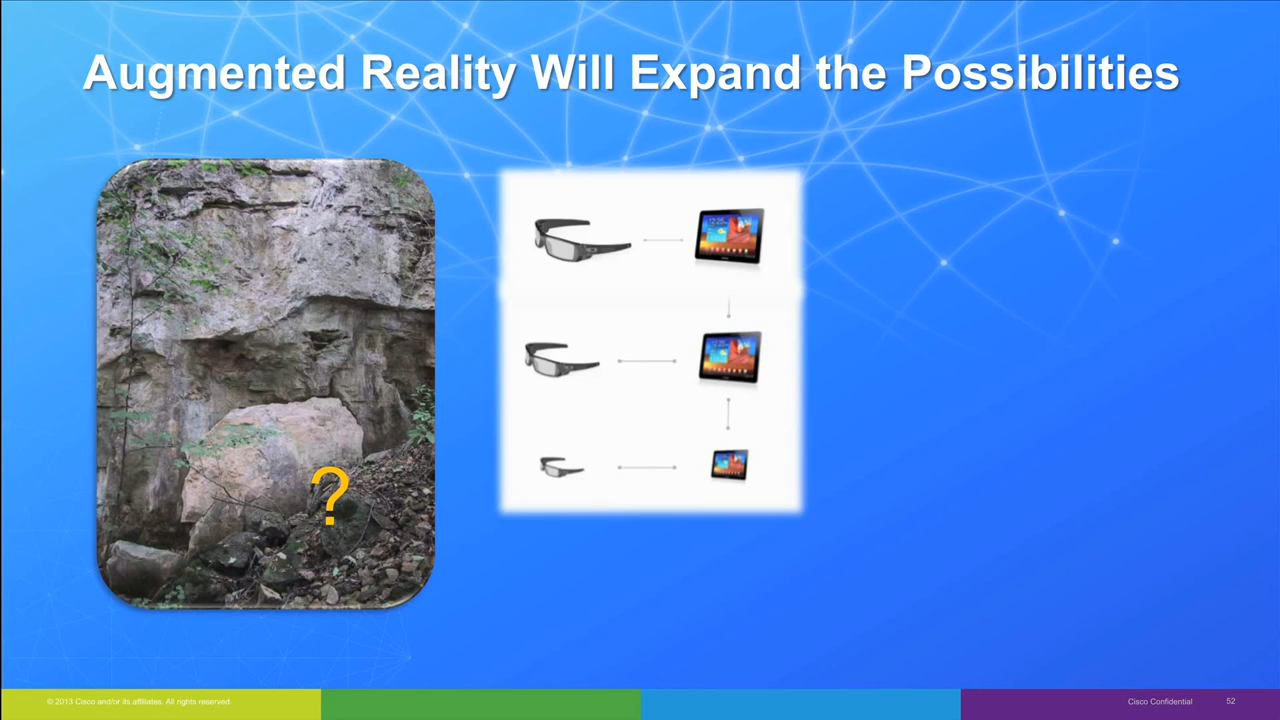 Augmented Reality Will Expand the Possibilities
?
© 2013 Cisco and/or its affiliates. All rights reserved.
Cisco Confidential
52